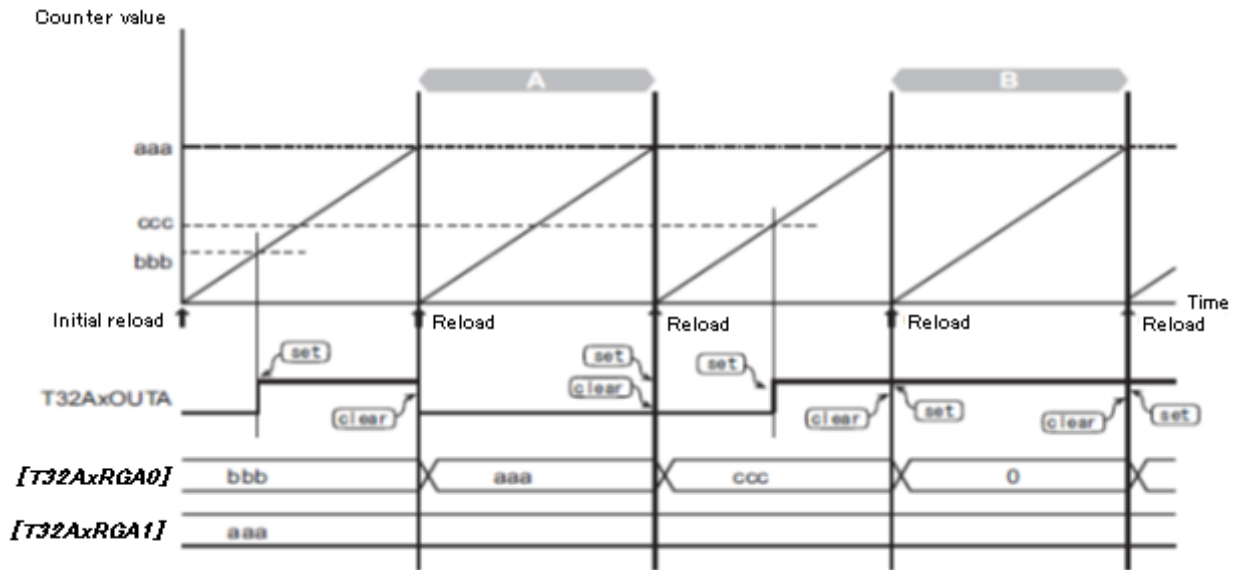 Counter value
A B
aaa
ccc
bbb
Time
Initial reload Reload Reload Reload Reload
set set set
T32AxOUTA clear clear clear set clear set
[T32AxRGA0] bbb aaa ccc 0
[T32AxRGA1] aaa